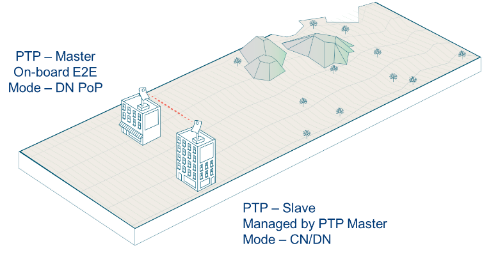 PTP – Master
On-board E2E
Mode – DN PoP
PTP – Slave
Managed by PTP Master
Mode – CN/DN